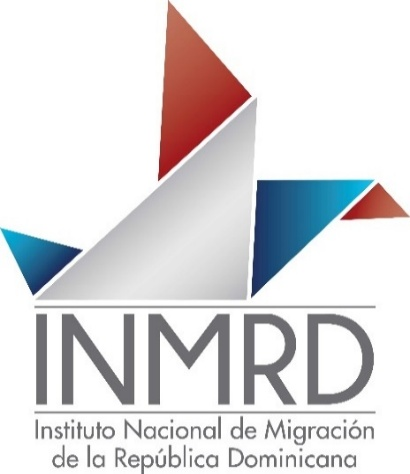 INMRD
Instituto Nacional de Migración
de la República Dominicana